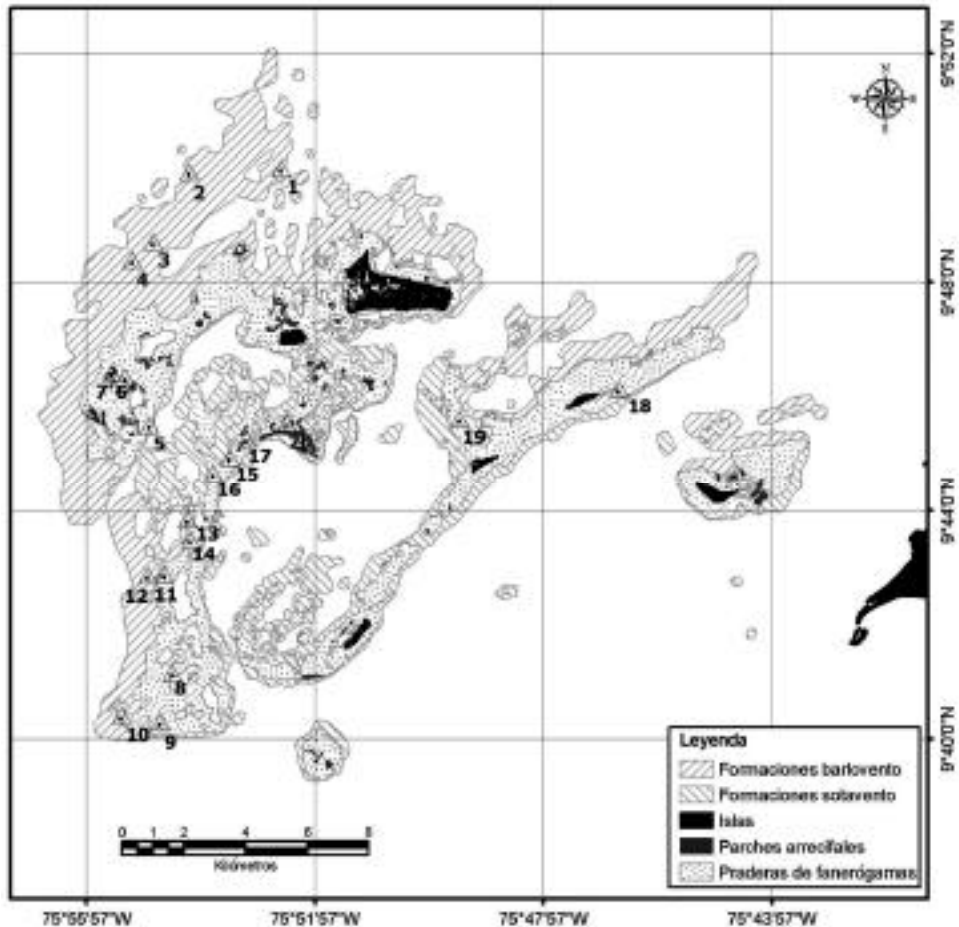 9°52'0"N
2
1
3
4
9°48'0"N
7
6
18
5
19
17
15
16
9°44'0"N
13
14
12
11
8
10
9
9°40'0"N
Leyenda
Formaciones barlovento
Formaciones sotavento
Islas
Parches arrecifales
Praderas de fanerógamas
0 1 2 4 6 8
Kilómetros
75°55'57"W
75°51'57"W
75°47'57"W
75°43'57"W